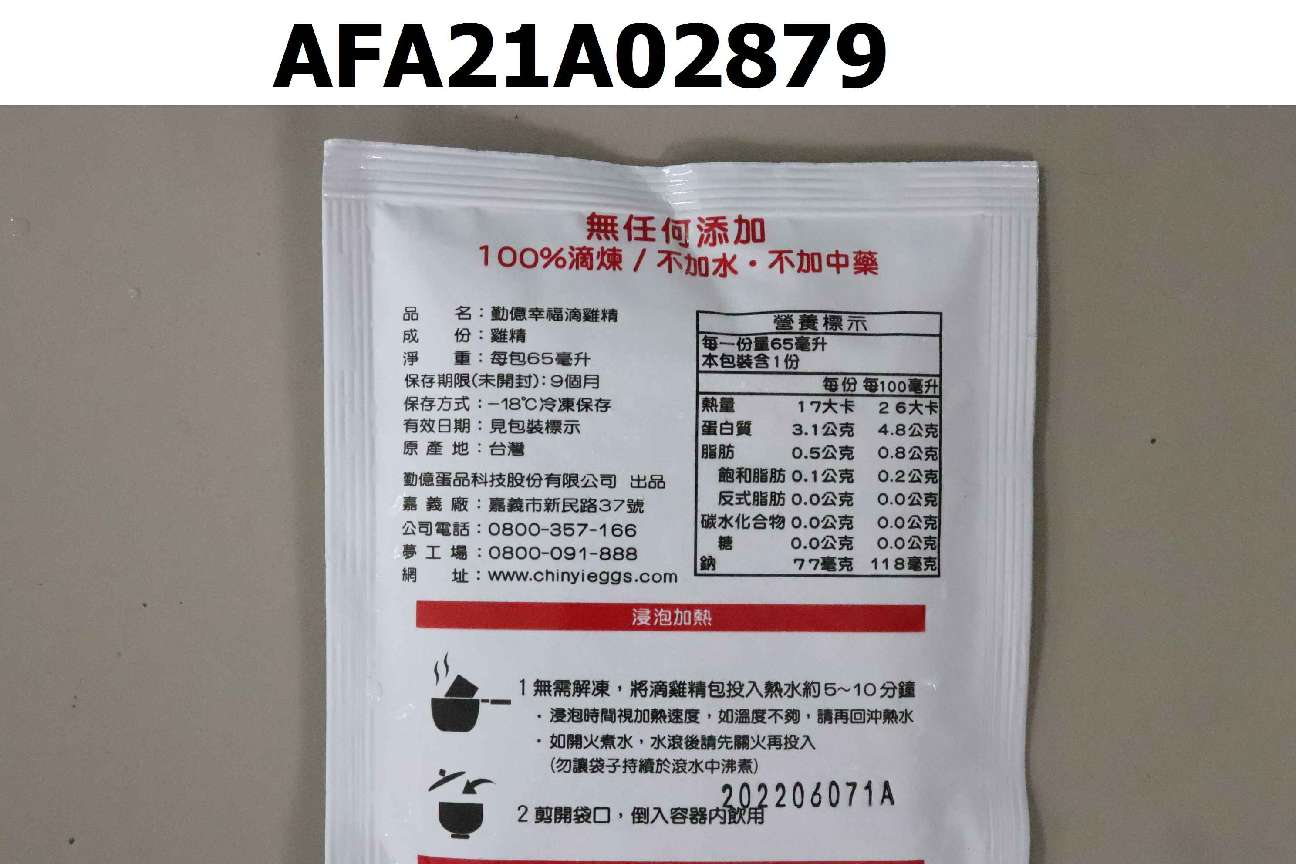 AFA21A02879
無任何添加
100%滴煉 / 不加水・不加中藥
品 名：勤億幸福滴雞精
成 份：雞精
淨 重：每包65毫升
保存期限(未開封)：9個月
保存方式：-18℃冷凍保存
有效日期：見包裝標示
原 產 地：台灣
勤億蛋品科技股份有限公司 出品
嘉 義 廠：嘉義市新民路37號
公司電話：0800-357-166
夢 工 場：0800-091-888
網 址：www.chinyieggs.com
營養標示
每一份量65毫升
本包裝含1份
每份 每100毫升
熱量 17大卡 26大卡
蛋白質 3.1公克 4.8公克
脂肪 0.5公克 0.8公克
飽和脂肪 0.1公克 0.2公克
反式脂肪 0.0公克 0.0公克
碳水化合物 0.0公克 0.0公克
糖 0.0公克 0.0公克
鈉 77毫克 118毫克
浸泡加熱
1 無需解凍，將滴雞精包投入熱水約5~10分鐘
・浸泡時間視加熱速度，如溫度不夠，請再回沖熱水
・如開火煮水，水滾後請先關火再投入
(勿讓袋子持續於滾水中沸煮)
202206071A
2 剪開袋口，倒入容器內飲用